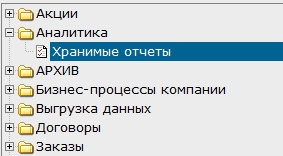 Акции
Аналитика
Хранимые отчеты
АРХИВ
Бизнес-процессы компании
Выгрузка данных
Договоры
Заказы